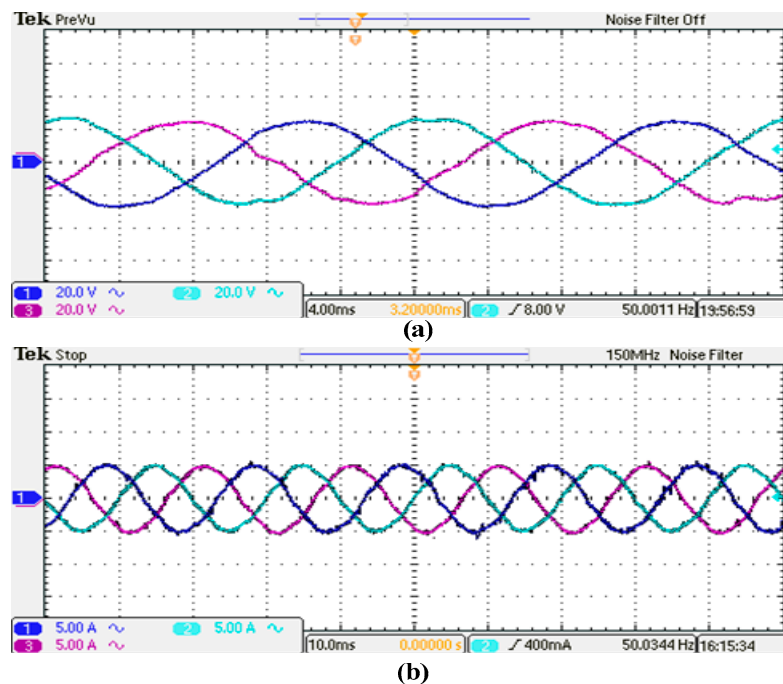 Tek PreVu Noise Filter Off
1
1 20.0 V 2 20.0 V
3 20.0 V 4.00ms 3.20000ms 2 8.00 V 50.0011 Hz 19:56:59
(a)
Tek Stop 150MHz Noise Filter
1
1 5.00 A 2 5.00 A
3 5.00 A 10.0ms 0.00000 s 2 400mA 50.0344 Hz 16:15:34
(b)